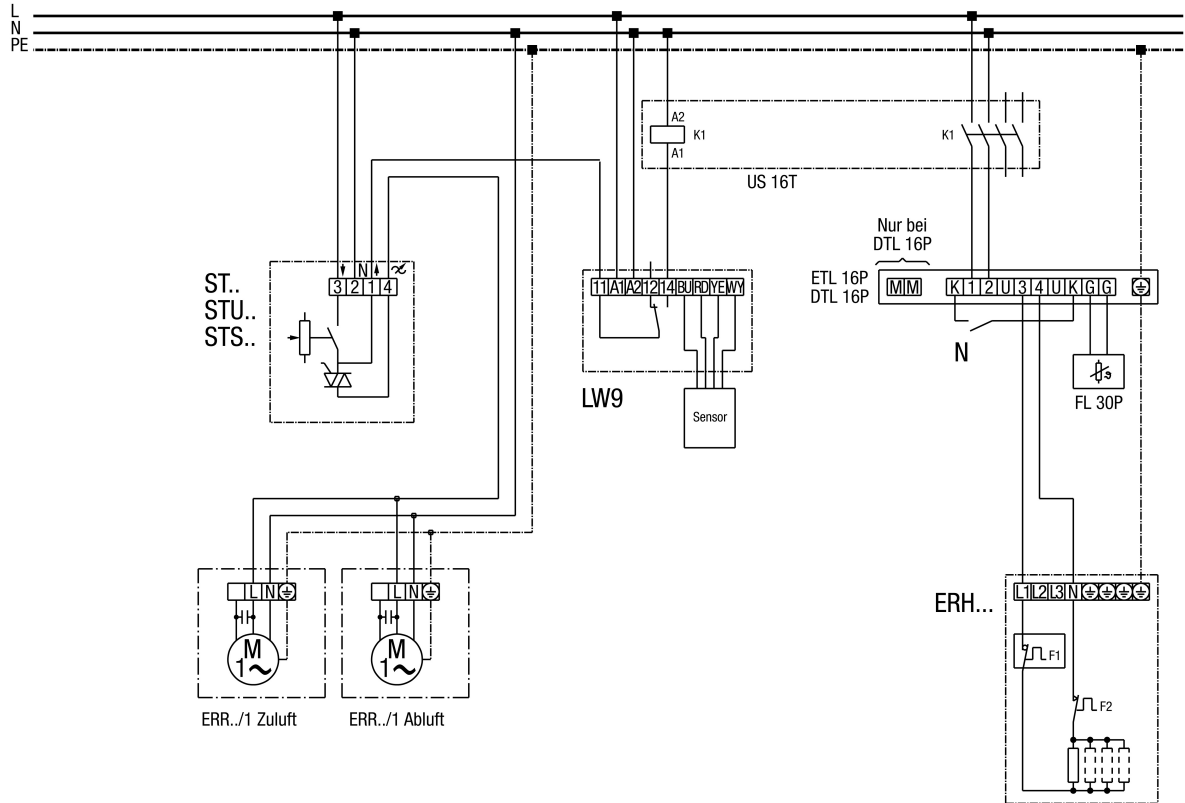 L
N
PE
A2
K1
A1
K1
US 16T
Nur bei
DTL 16P
ETL 16P
DTL 16P
M M
K 1 2 U 3 4 U K G G
N
FL 30P
ST..
STU..
STS..
N
3 2 1 4
11 A1 A2 12 14 BU RD YE WY
LW9
Sensor
L N
M
1~
ERR../1 Zuluft
L N
M
1~
ERR../1 Abluft
ERH...
L1 L2 L3 N
F1
F2